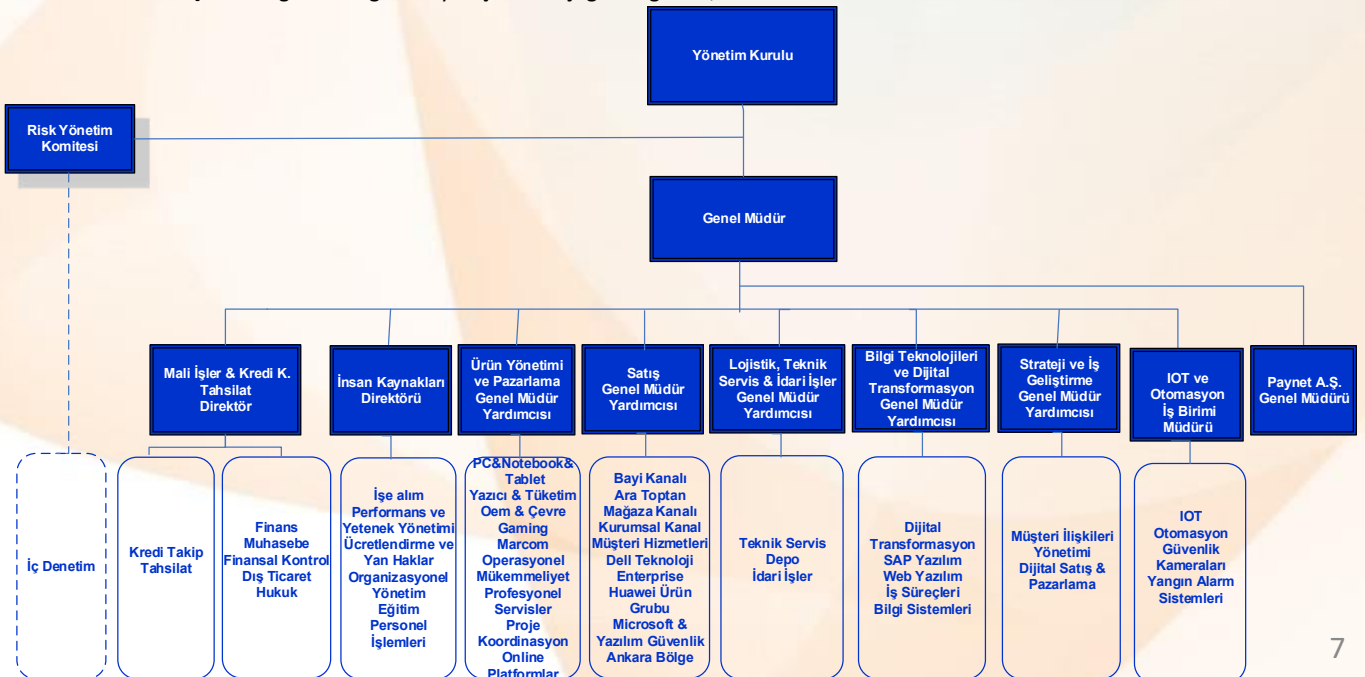 Yönetim Kurulu
Risk Yönetim
Komitesi
Genel Müdür
Mali İşler & Kredi K.
Tahsilat
Direktör
İnsan Kaynakları
Direktörü
Ürün Yönetimi
ve Pazarlama
Genel Müdür
Yardımcısı
Satış
Genel Müdür
Yardımcısı
Lojistik, Teknik
Servis & İdari İşler
Genel Müdür
Yardımcısı
Bilgi Teknolojileri
ve Dijital
Transformasyon
Genel Müdür
Yardımcısı
Strateji ve İş
Geliştirme
Genel Müdür
Yardımcısı
IOT ve
Otomasyon
İş Birimi
Müdürü
Paynet A.Ş.
Genel Müdürü
İç Denetim
Kredi Takip
Tahsilat
Finans
Muhasebe
Finansal Kontrol
Dış Ticaret
Hukuk
İşe alım
Performans ve
Yetenek Yönetimi
Ücretlendirme ve
Yan Haklar
Organizasyonel
Yönetim
Eğitim
Personel
İşlemleri
PC&Notebook&
Tablet
Yazıcı & Tüketim
Oem & Çevre
Gaming
Marcom
Operasyonel
Mükemmeliyet
Profesyonel
Servisler
Proje
Koordinasyon
Online
Platformlar
Bayi Kanalı
Ara Toptan
Mağaza Kanalı
Kurumsal Kanal
Müşteri Hizmetleri
Dell Teknoloji
Enterprise
Huawei Ürün
Grubu
Microsoft &
Yazılım Güvenlik
Ankara Bölge
Teknik Servis
Depo
İdari İşler
Dijital
Transformasyon
SAP Yazılım
Web Yazılım
İş Süreçleri
Bilgi Sistemleri
Müşteri İlişkileri
Yönetimi
Dijital Satış &
Pazarlama
IOT
Otomasyon
Güvenlik
Kameraları
Yangın Alarm
Sistemleri
7